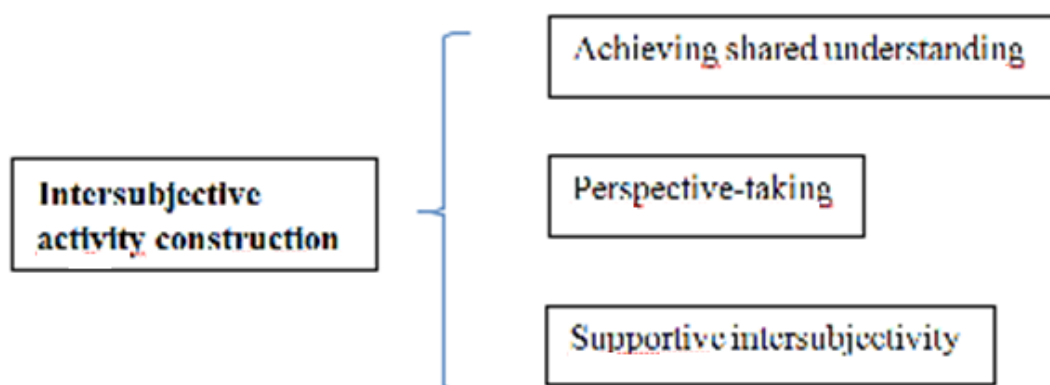 Achieving shared understanding
Intersubjective
activity construction
Perspective-taking
Supportive intersubjectivity